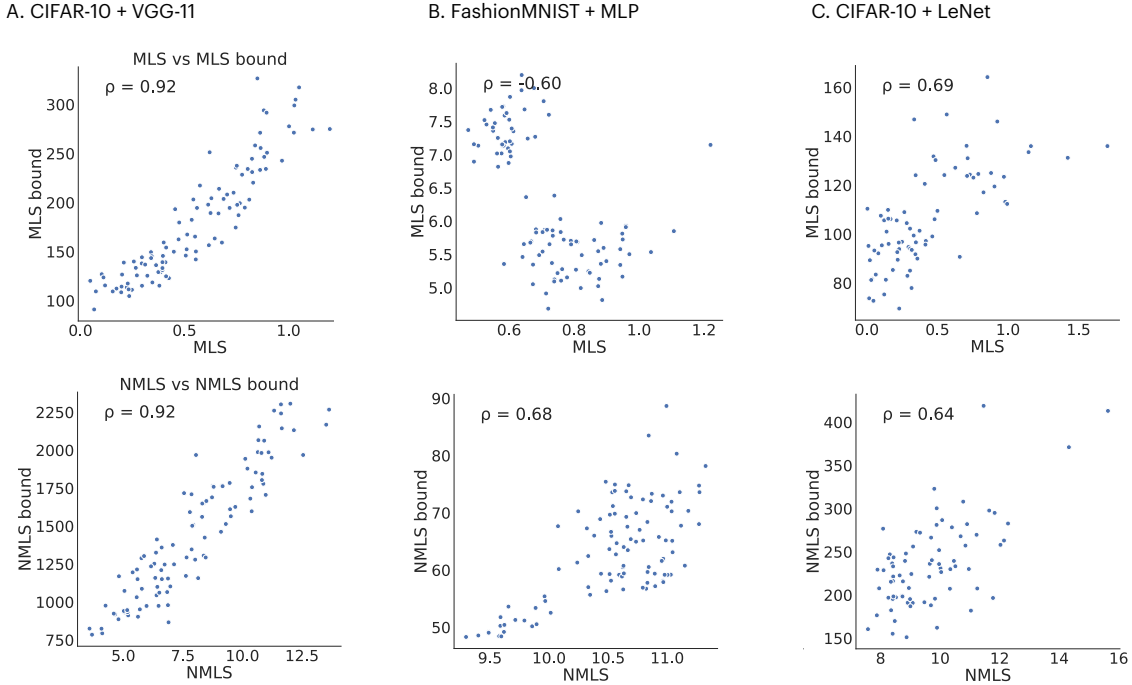 A. CIFAR-10 + VGG-11
B. FashionMNIST + MLP
C. CIFAR-10 + LeNet
MLS vs MLS bound
ρ = 0.92
MLS bound
300
250
200
150
100
0.0 0.5 1.0
MLS
ρ = -0.60
MLS bound
8.0
7.5
7.0
6.5
6.0
5.5
5.0
0.6 0.8 1.0 1.2
MLS
ρ = 0.69
MLS bound
160
140
120
100
80
0.0 0.5 1.0 1.5
MLS
NMLS vs NMLS bound
ρ = 0.92
NMLS bound
2250
2000
1750
1500
1250
1000
750
5.0 7.5 10.0 12.5
NMLS
ρ = 0.68
NMLS bound
90
80
70
60
50
9.5 10.0 10.5 11.0
NMLS
ρ = 0.64
NMLS bound
400
350
300
250
200
150
8 10 12 14 16
NMLS